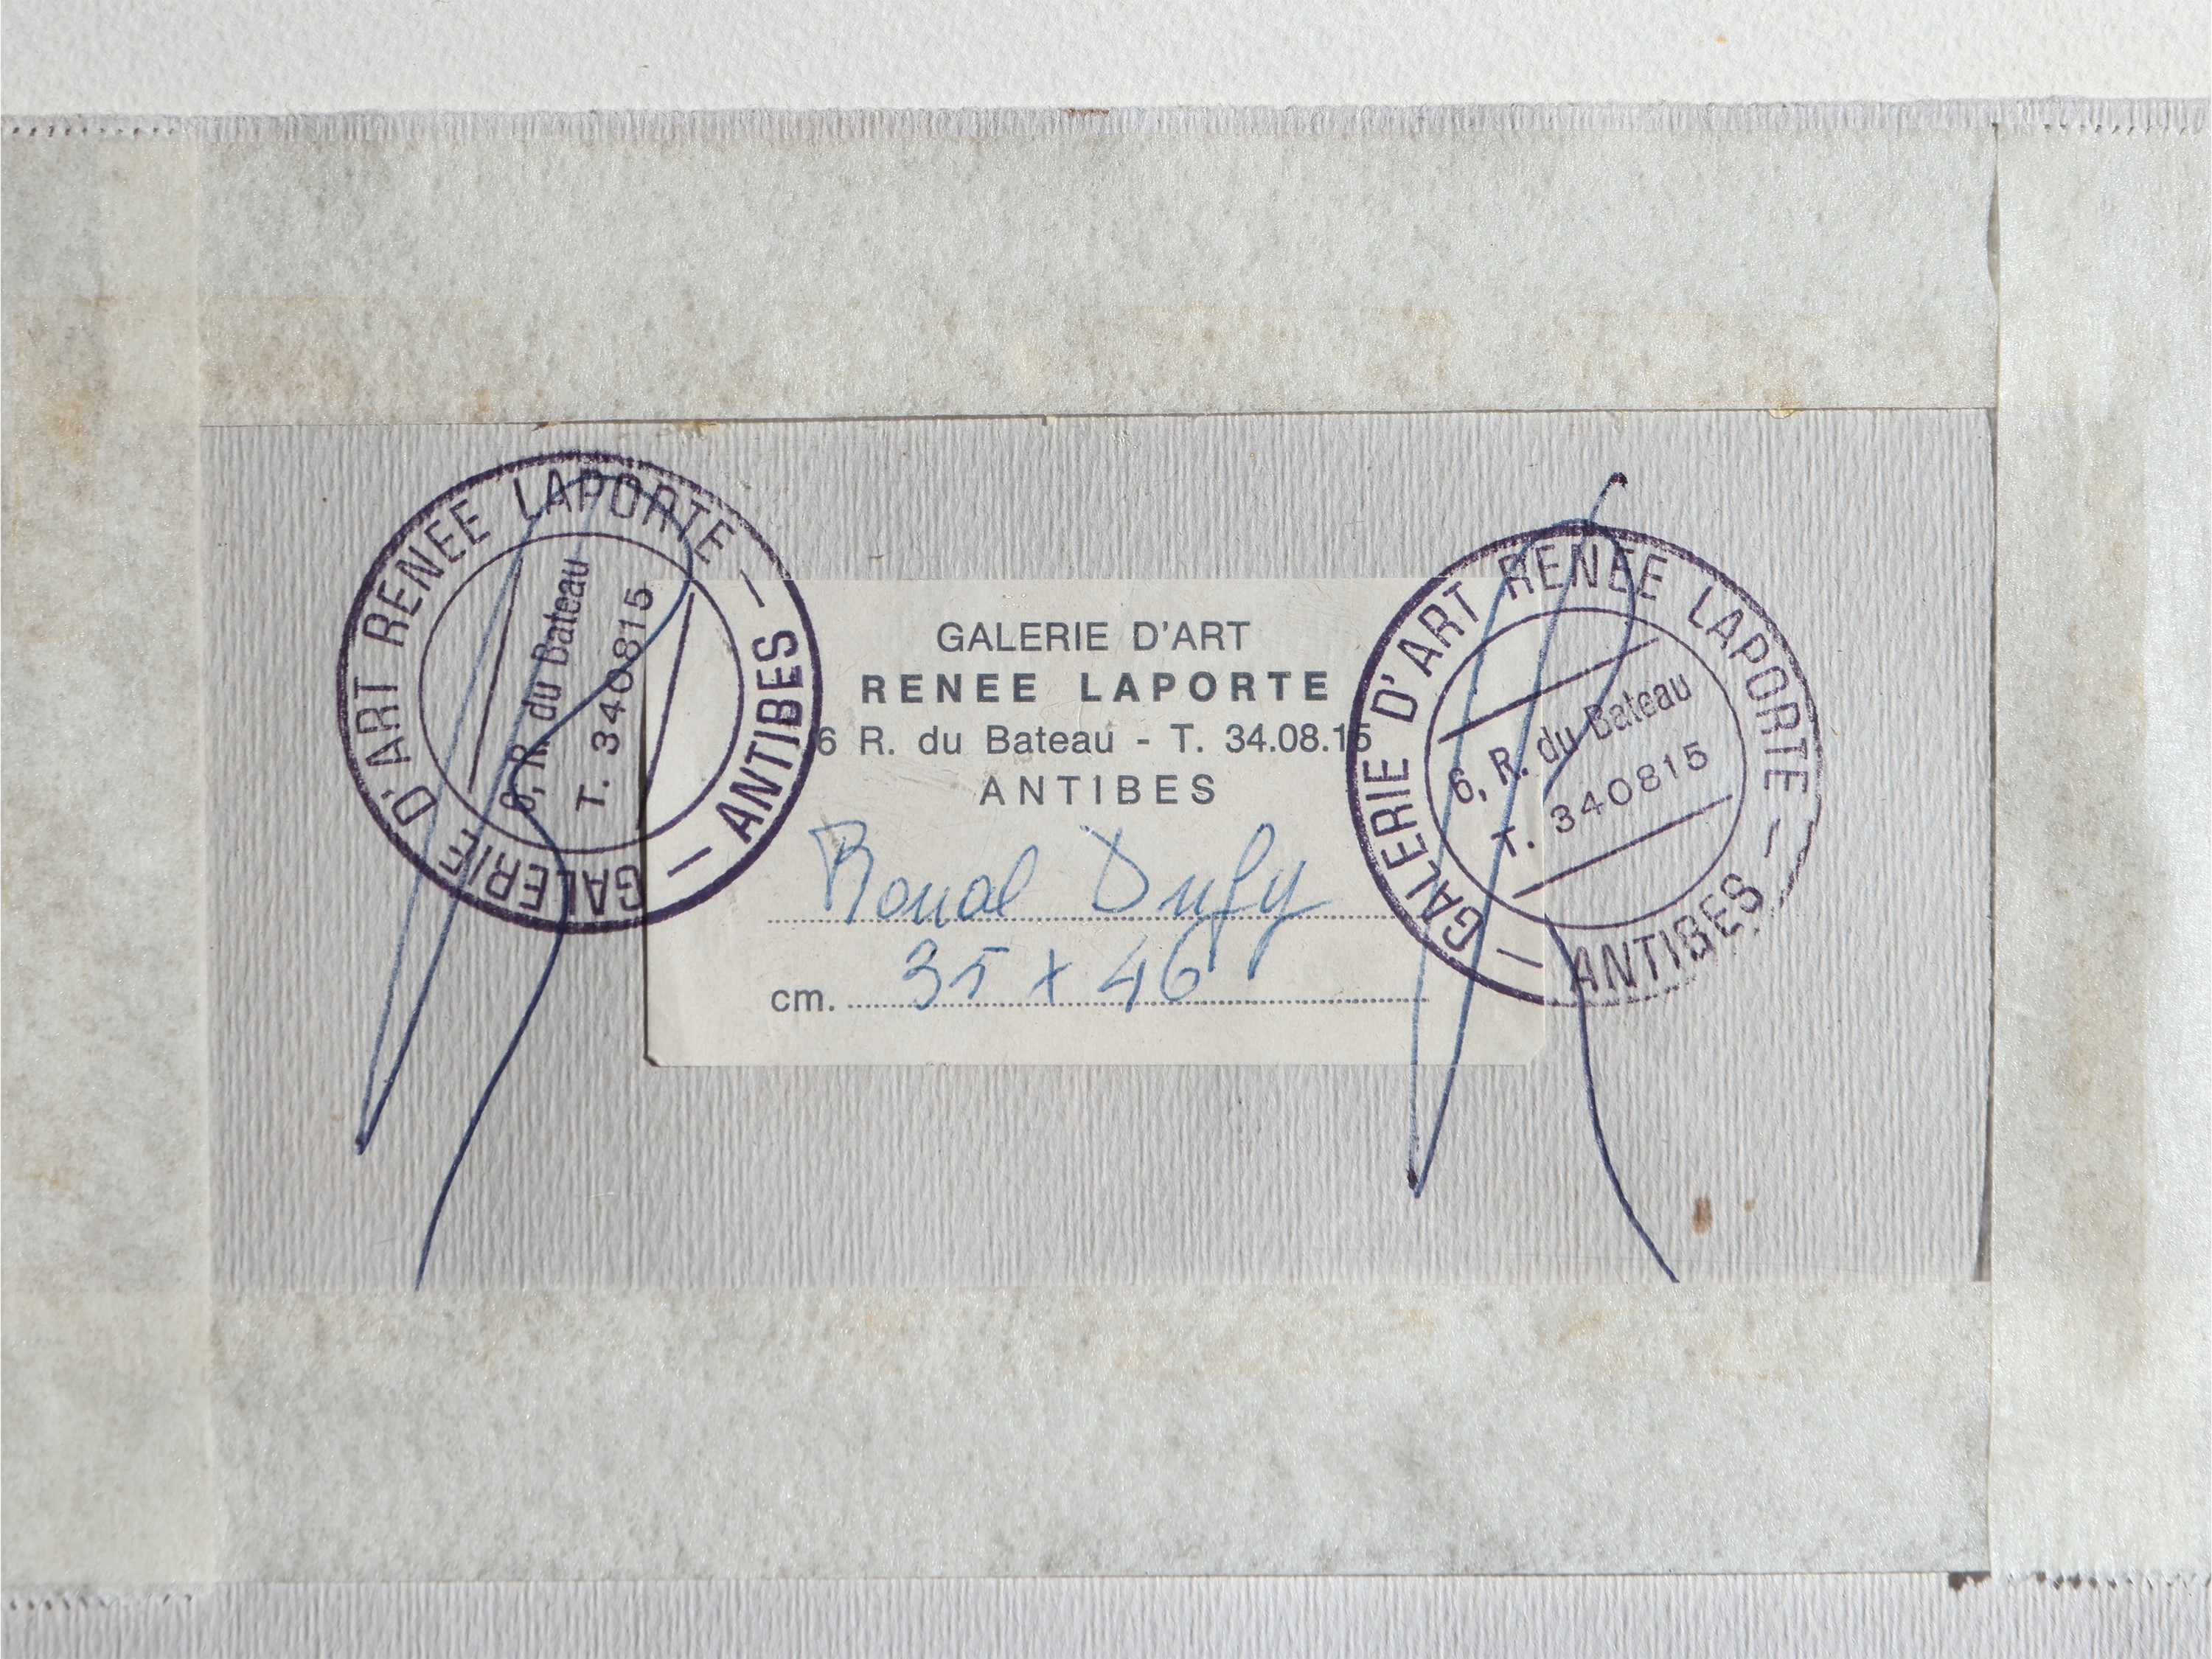 GALERIE D'ART RENEE LAPORTE — ANTIBES —
6, R. du Bateau
T. 340815
GALERIE D'ART
RENEE LAPORTE
6 R. du Bateau - T. 34.08.15
ANTIBES
Raoul Dufy
cm. 35 x 46
GALERIE D'ART RENEE LAPORTE — ANTIBES —
6, R. du Bateau
T. 340815